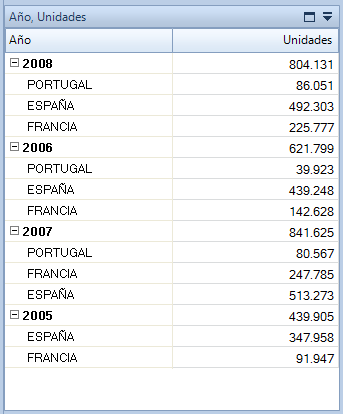 Año, Unidades
Año Unidades
2008 804.131
PORTUGAL 86.051
ESPAÑA 492.303
FRANCIA 225.777
2006 621.799
PORTUGAL 39.923
ESPAÑA 439.248
FRANCIA 142.628
2007 841.625
PORTUGAL 80.567
FRANCIA 247.785
ESPAÑA 513.273
2005 439.905
ESPAÑA 347.958
FRANCIA 91.947